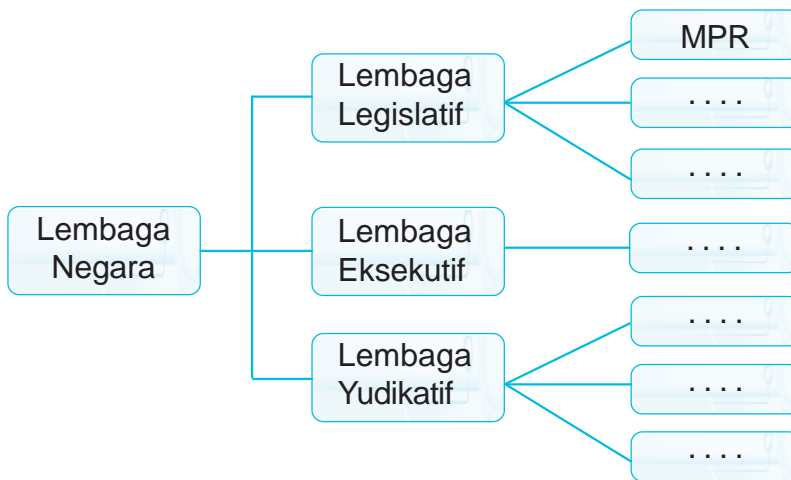 MPR
Lembaga
Legislatif
. . . .
. . . .
Lembaga
Negara
Lembaga
Eksekutif
. . . .
Lembaga
Yudikatif
. . . .
. . . .
. . . .